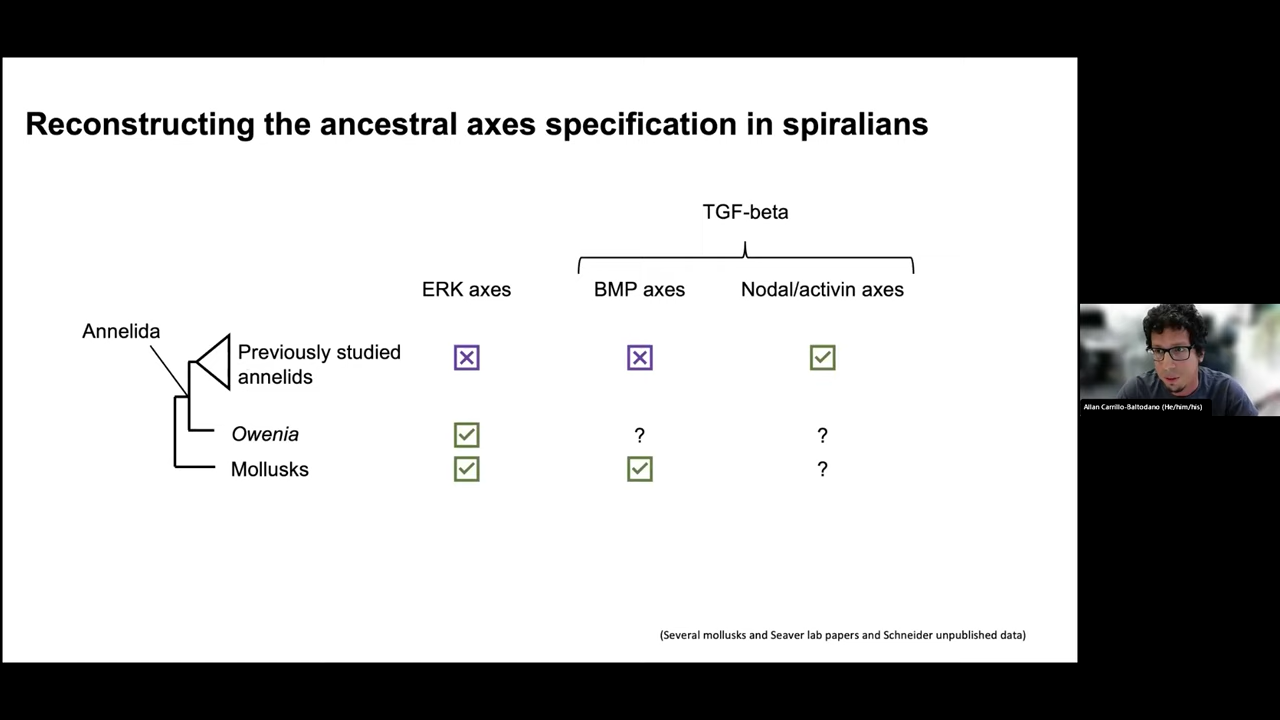 Reconstructing the ancestral axes specification in spiralians
TGF-beta
ERK axes
BMP axes
Nodal/activin axes
Annelida
Previously studied
annelids
Owenia
?
?
Mollusks
?
(Several mollusks and Seaver lab papers and Schneider unpublished data)
Allan Carrillo-Baltodano (He/him/his)